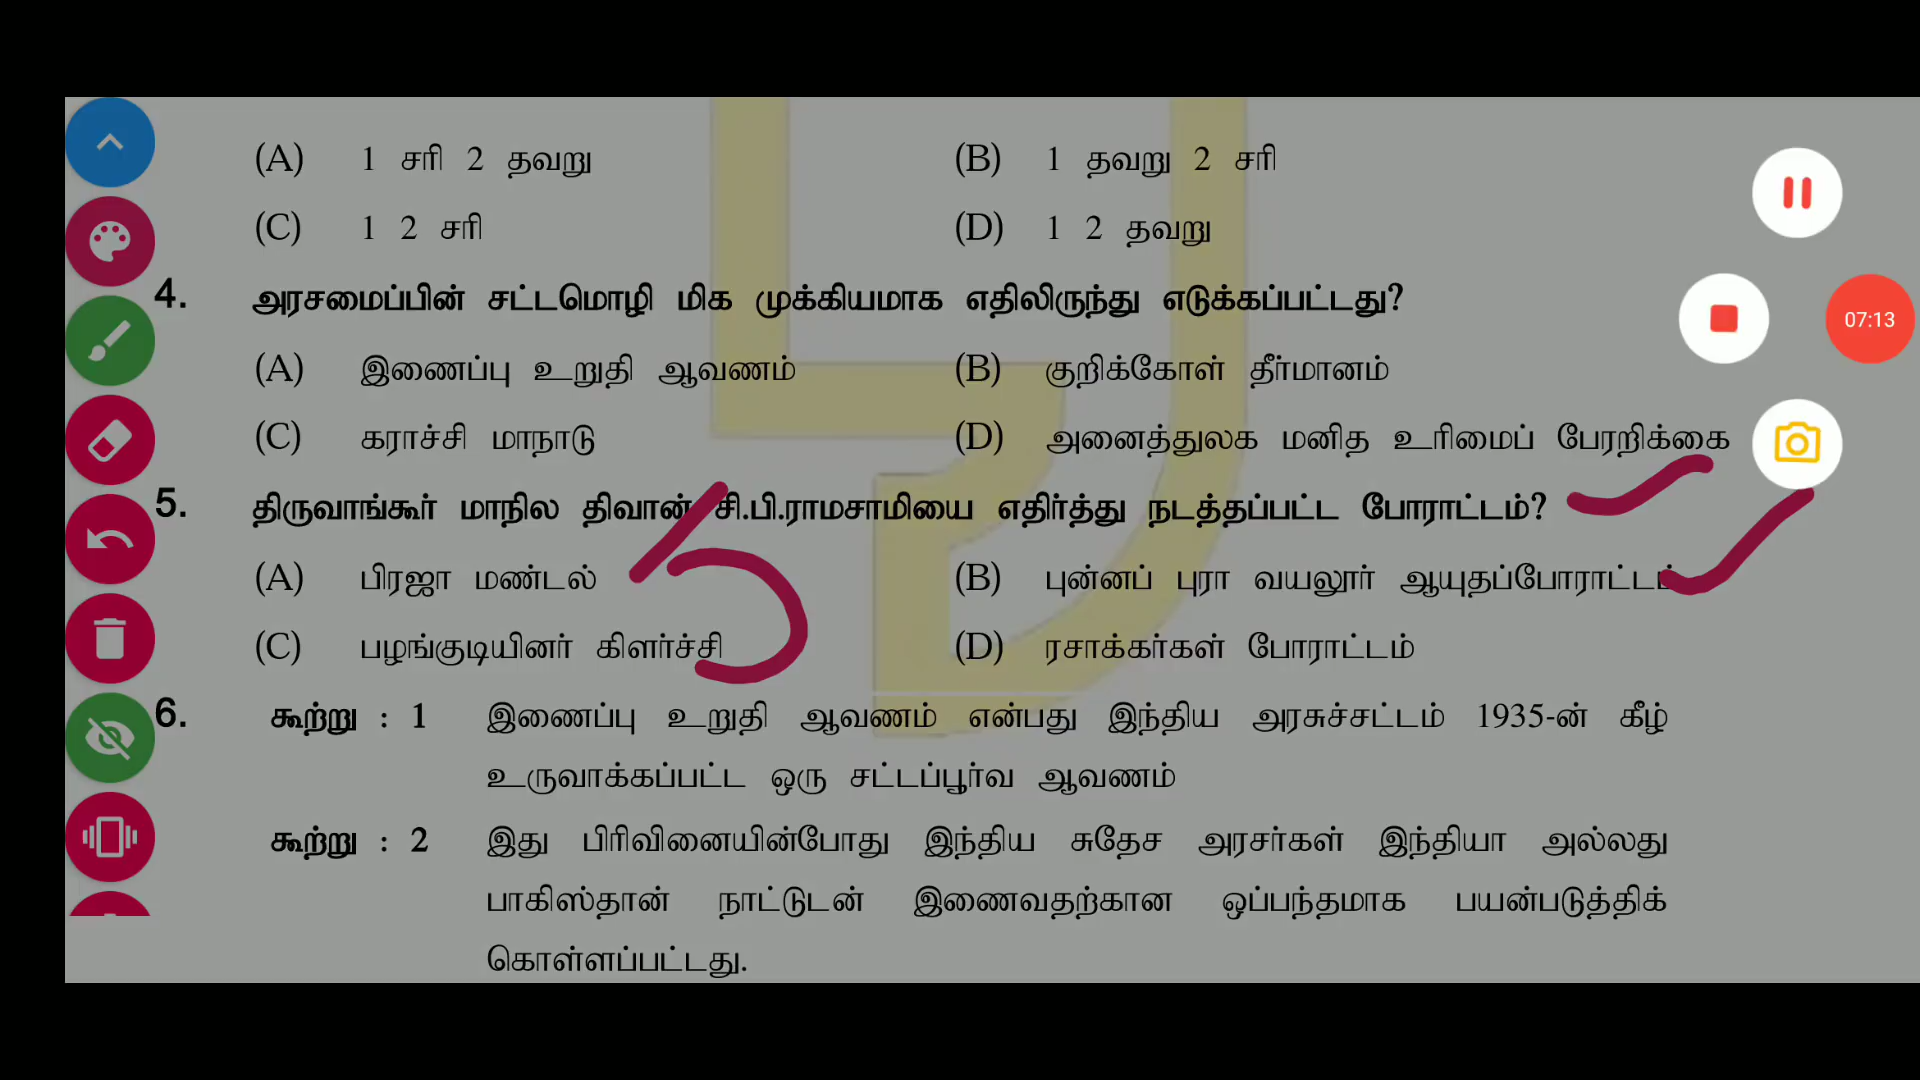 (A) 1 சரி 2 தவறு (B) 1 தவறு 2 சரி
(C) 1 2 சரி (D) 1 2 தவறு
4. அரசமைப்பின் சட்டமொழி மிக முக்கியமாக எதிலிருந்து எடுக்கப்பட்டது?
(A) இணைப்பு உறுதி ஆவணம் (B) குறிக்கோள் தீர்மானம்
(C) கராச்சி மாநாடு (D) அனைத்துலக மனித உரிமைப் பேரறிக்கை
5. திருவாங்கூர் மாநில திவான் சி.பி.ராமசாமியை எதிர்த்து நடத்தப்பட்ட போராட்டம்?
(A) பிரஜா மண்டல் (B) புன்னப் புரா வயலூர் ஆயுதப்போராட்டம்
(C) பழங்குடியினர் கிளர்ச்சி (D) ரசாக்கர்கள் போராட்டம்
6. கூற்று : 1 இணைப்பு உறுதி ஆவணம் என்பது இந்திய அரசுச்சட்டம் 1935-ன் கீழ்
உருவாக்கப்பட்ட ஒரு சட்டப்பூர்வ ஆவணம்
கூற்று : 2 இது பிரிவினையின்போது இந்திய சுதேச அரசர்கள் இந்தியா அல்லது
பாகிஸ்தான் நாட்டுடன் இணைவதற்கான ஒப்பந்தமாக பயன்படுத்திக்
கொள்ளப்பட்டது.
07:13